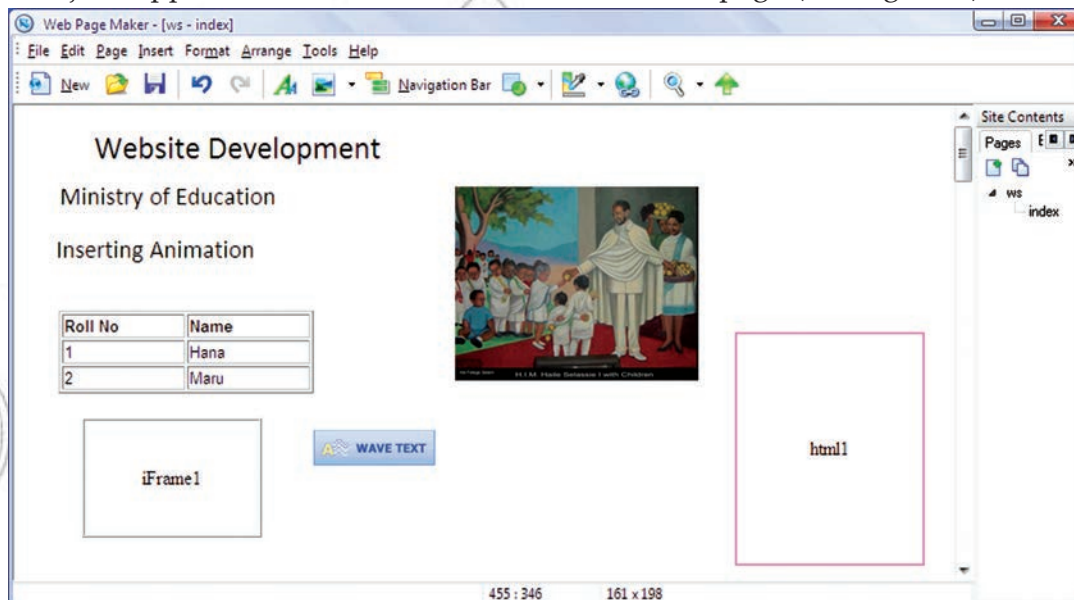 Web Page Maker - [ws - index]
File Edit Page Insert Format Arrange Tools Help
New Navigation Bar
Site Contents
Pages E
ws
index
Website Development
Ministry of Education
Inserting Animation
H.I.M. Haile Selassie I with Children
Roll No Name
1 Hana
2 Maru
iFrame1
WAVE TEXT
html1
455 : 346 161 x 198